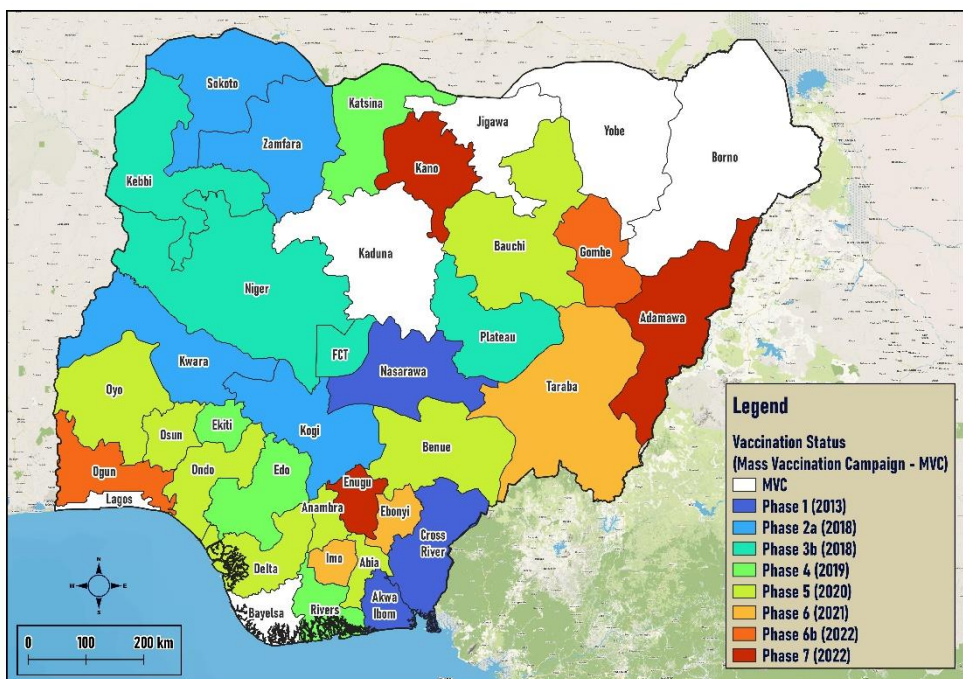 Sokoto
Katsina
Jigawa
Yobe
Borno
Zamfara
Kano
Kebbi
Kaduna
Bauchi
Gombe
Niger
Adamawa
FCT
Plateau
Nasarawa
Kwara
Taraba
Oyo
Osun
Ekiti
Kogi
Benue
Ogun
Ondo
Edo
Enugu
Lagos
Anambra
Ebonyi
Cross
River
Delta
Imo
Abia
Bayelsa
Rivers
Akwa
Ibom
Legend
Vaccination Status
(Mass Vaccination Campaign - MVC)
MVC
Phase 1 (2013)
Phase 2a (2018)
Phase 3b (2018)
Phase 4 (2019)
Phase 5 (2020)
Phase 6 (2021)
Phase 6b (2022)
Phase 7 (2022)
N
W E
S
0 100 200 km